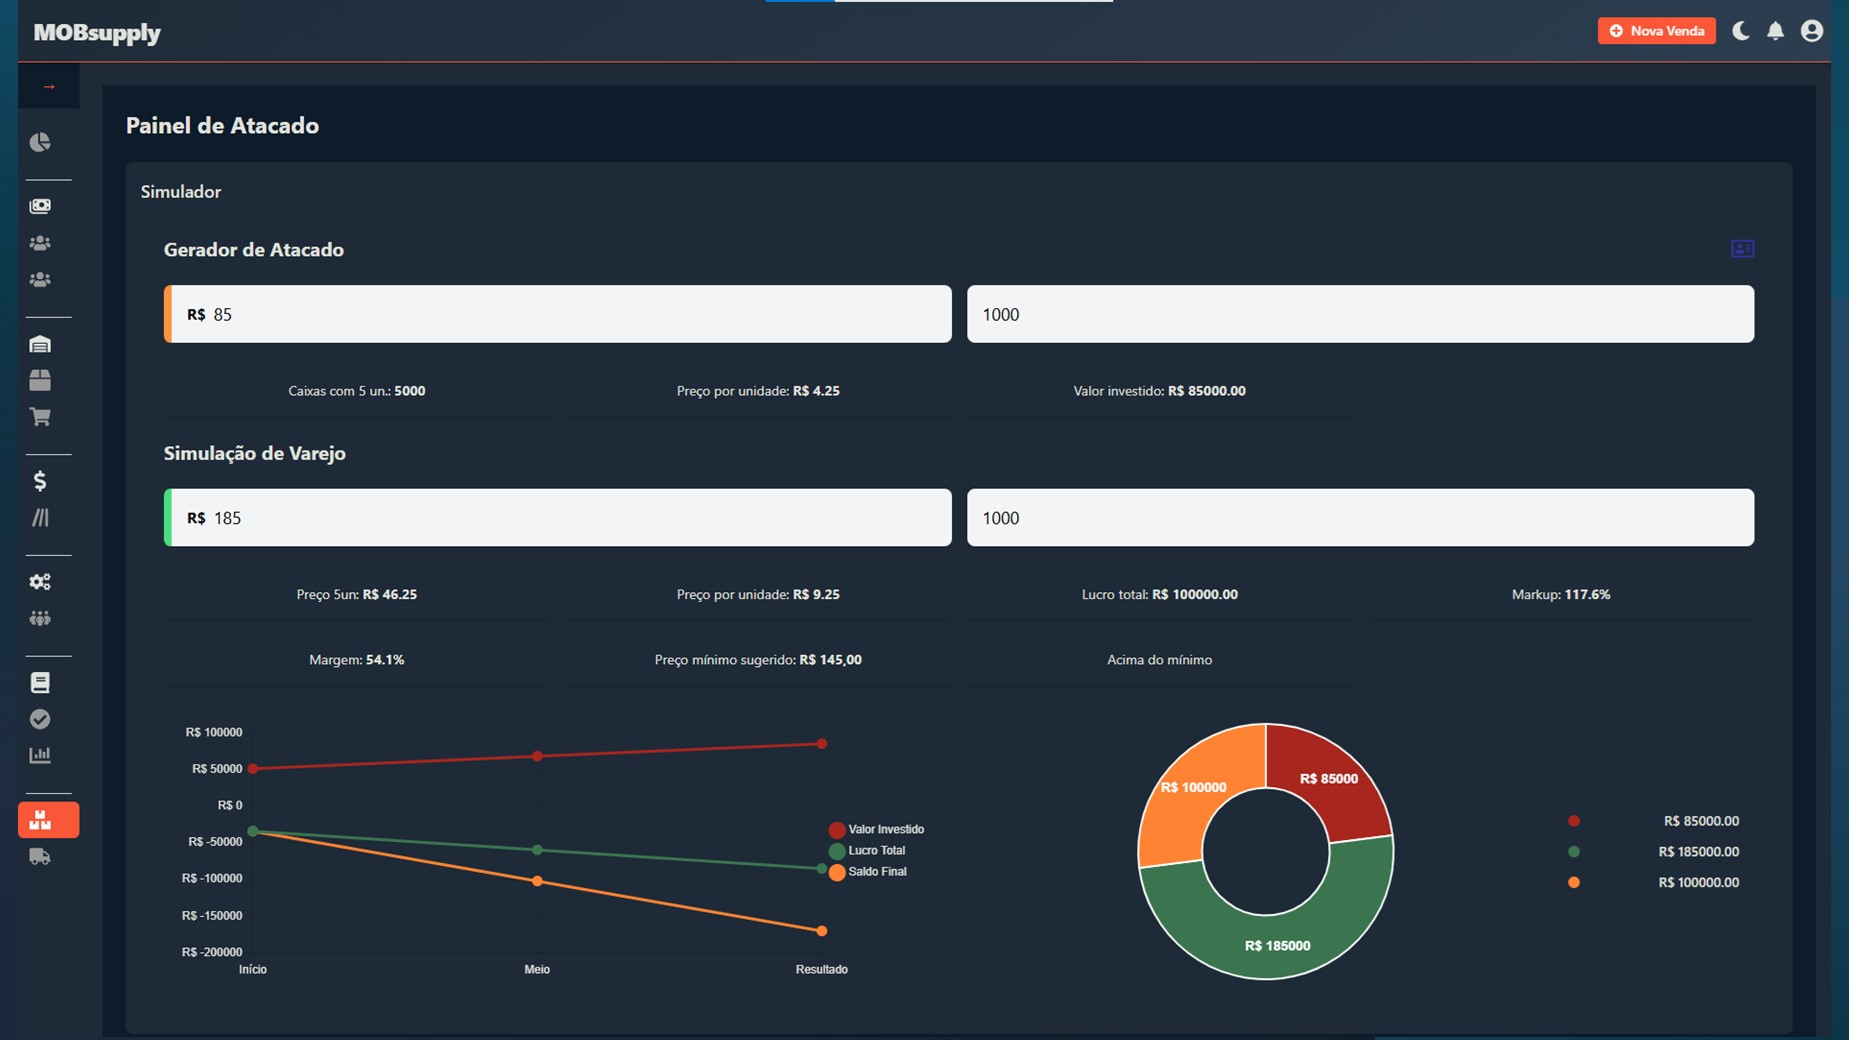 MOBsupply
Nova Venda
→
Painel de Atacado
Simulador
Gerador de Atacado
R$ 85
1000
Caixas com 5 un.: 5000
Preço por unidade: R$ 4.25
Valor investido: R$ 85000.00
Simulação de Varejo
R$ 185
1000
Preço 5un: R$ 46.25
Preço por unidade: R$ 9.25
Lucro total: R$ 100000.00
Markup: 117.6%
Margem: 54.1%
Preço mínimo sugerido: R$ 145,00
Acima do mínimo
R$ 100000
R$ 50000
R$ 0
R$ -50000
R$ -100000
R$ -150000
R$ -200000
Início
Meio
Resultado
Valor Investido
Lucro Total
Saldo Final
R$ 100000
R$ 85000
R$ 185000
R$ 85000.00
R$ 185000.00
R$ 100000.00